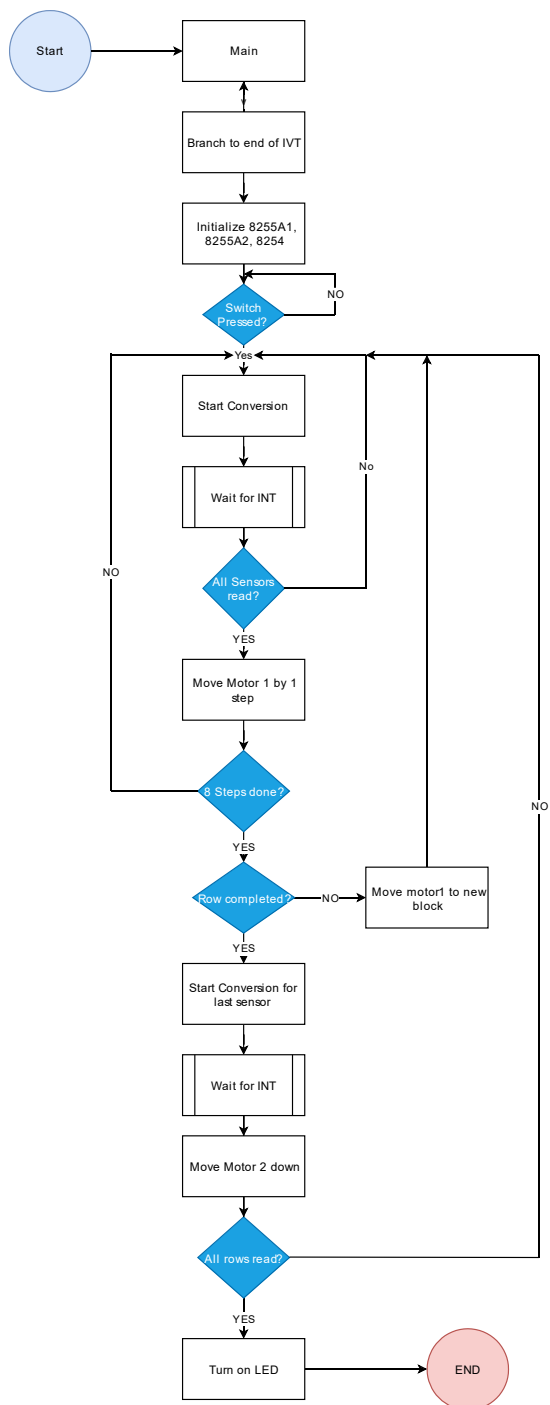 Start
Main
Branch to end of IVT
Initialize 8255A1,
8255A2, 8254
NO
Switch
Pressed?
Yes
Start Conversion
No
Wait for INT
NO
All Sensors
read?
YES
Move Motor 1 by 1
step
8 Steps done?
NO
YES
Row completed?
NO
Move motor1 to new
block
YES
Start Conversion for
last sensor
Wait for INT
Move Motor 2 down
All rows read?
YES
Turn on LED
END